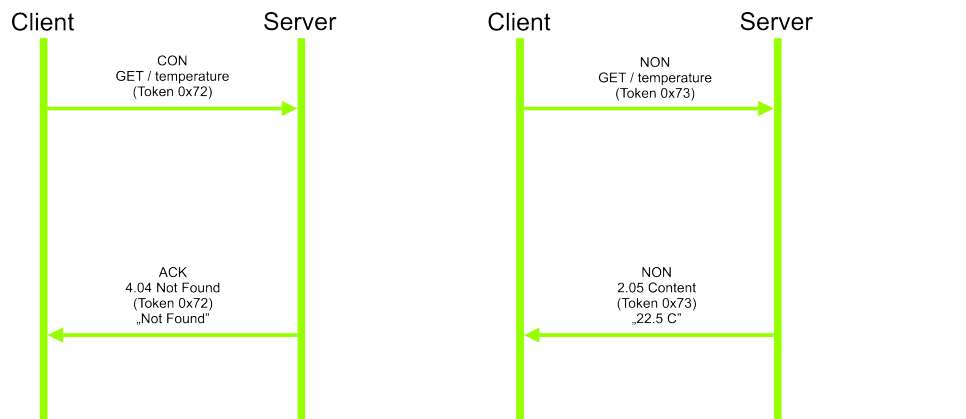 Client
Server
CON
GET / temperature
(Token 0x72)
ACK
4.04 Not Found
(Token 0x72)
„Not Found”
Client
Server
NON
GET / temperature
(Token 0x73)
NON
2.05 Content
(Token 0x73)
„22.5 C”